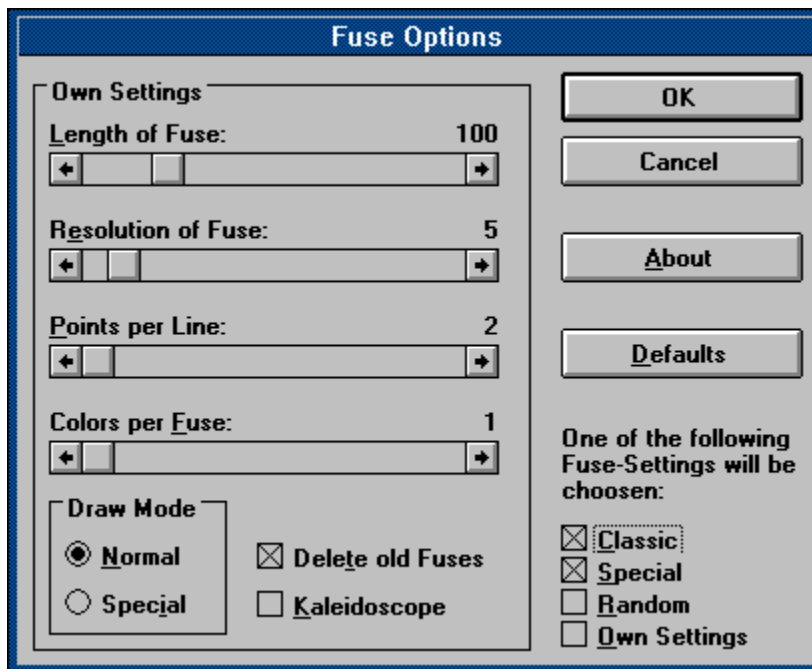 Fuse Options
Own Settings
Length of Fuse: 100
Resolution of Fuse: 5
Points per Line: 2
Colors per Fuse: 1
Draw Mode
Normal
Special
Delete old Fuses
Kaleidoscope
OK
Cancel
About
Defaults
One of the following
Fuse-Settings will be
choosen:
Classic
Special
Random
Own Settings